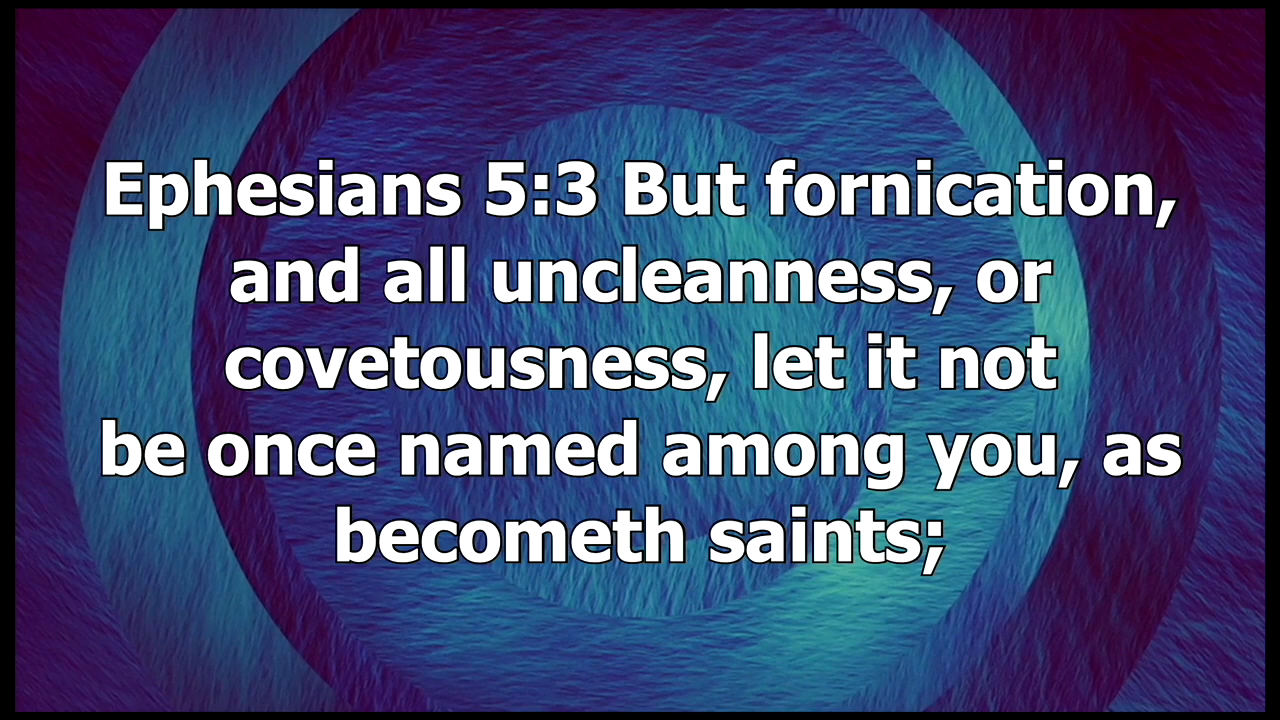 Ephesians 5:3 But fornication,
and all uncleanness, or
covetousness, let it not
be once named among you, as
becometh saints;